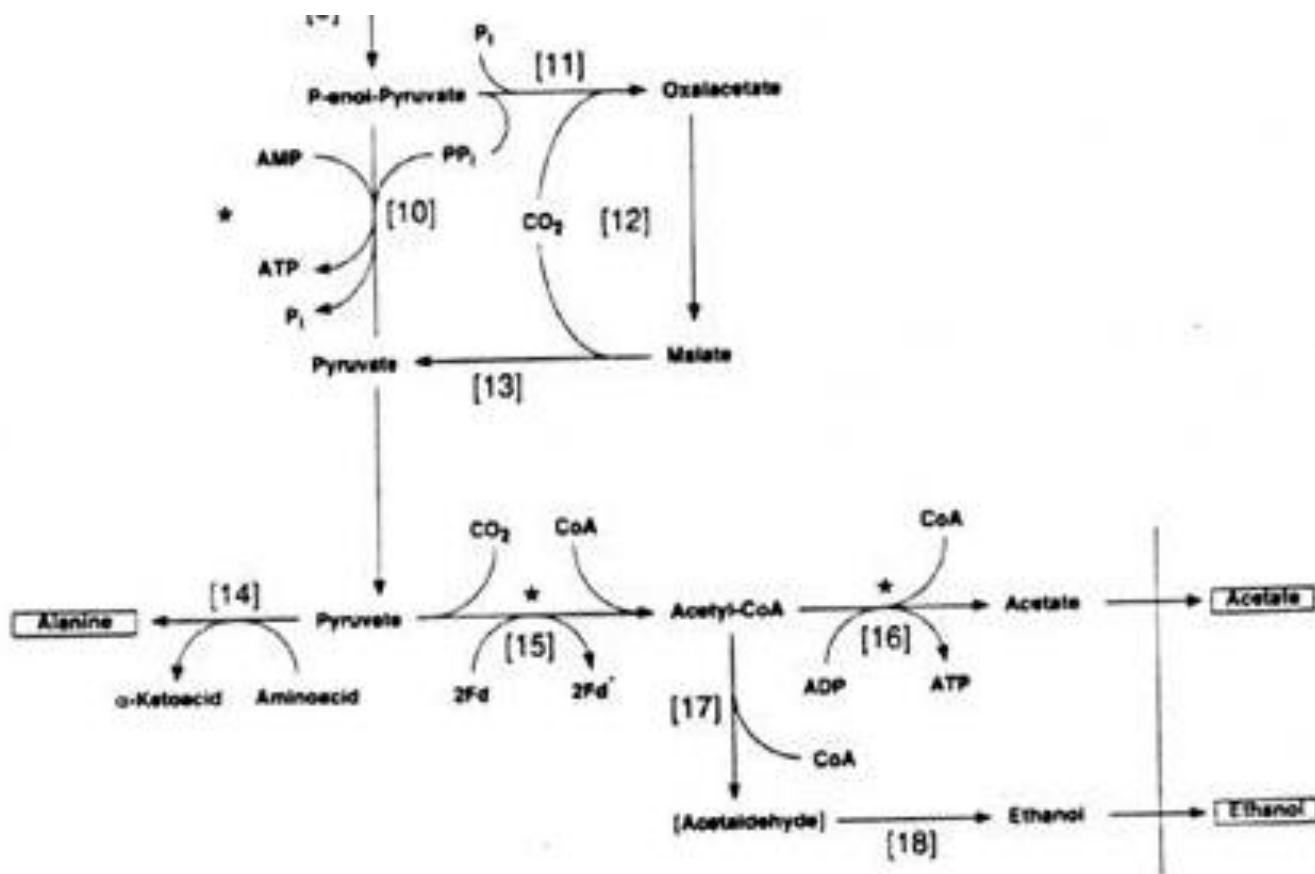 Pi
[11]
P-enol-Pyruvate
Oxalacetate
AMP
PPi
*
[10]
CO2
[12]
ATP
Pi
Pyruvate
Malate
[13]
CO2
CoA
CoA
[14]
*
*
Alanine
Pyruvate
Acetyl-CoA
Acetate
Acetate
[15]
[16]
α-Ketoacid
Aminoacid
2Fd
2Fd-
ADP
ATP
[17]
CoA
[Acetaldehyde]
Ethanol
Ethanol
[18]